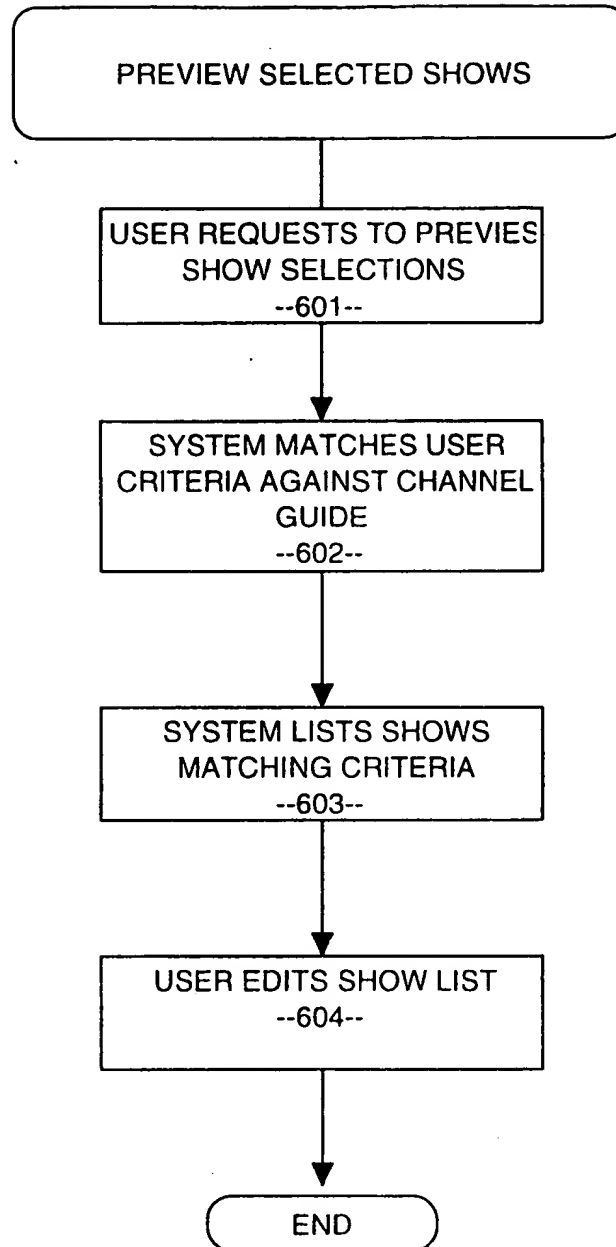 PREVIEW SELECTED SHOWS
USER REQUESTS TO PREVIES
SHOW SELECTIONS
--601--
SYSTEM MATCHES USER
CRITERIA AGAINST CHANNEL
GUIDE
--602--
SYSTEM LISTS SHOWS
MATCHING CRITERIA
--603--
USER EDITS SHOW LIST
--604--
END